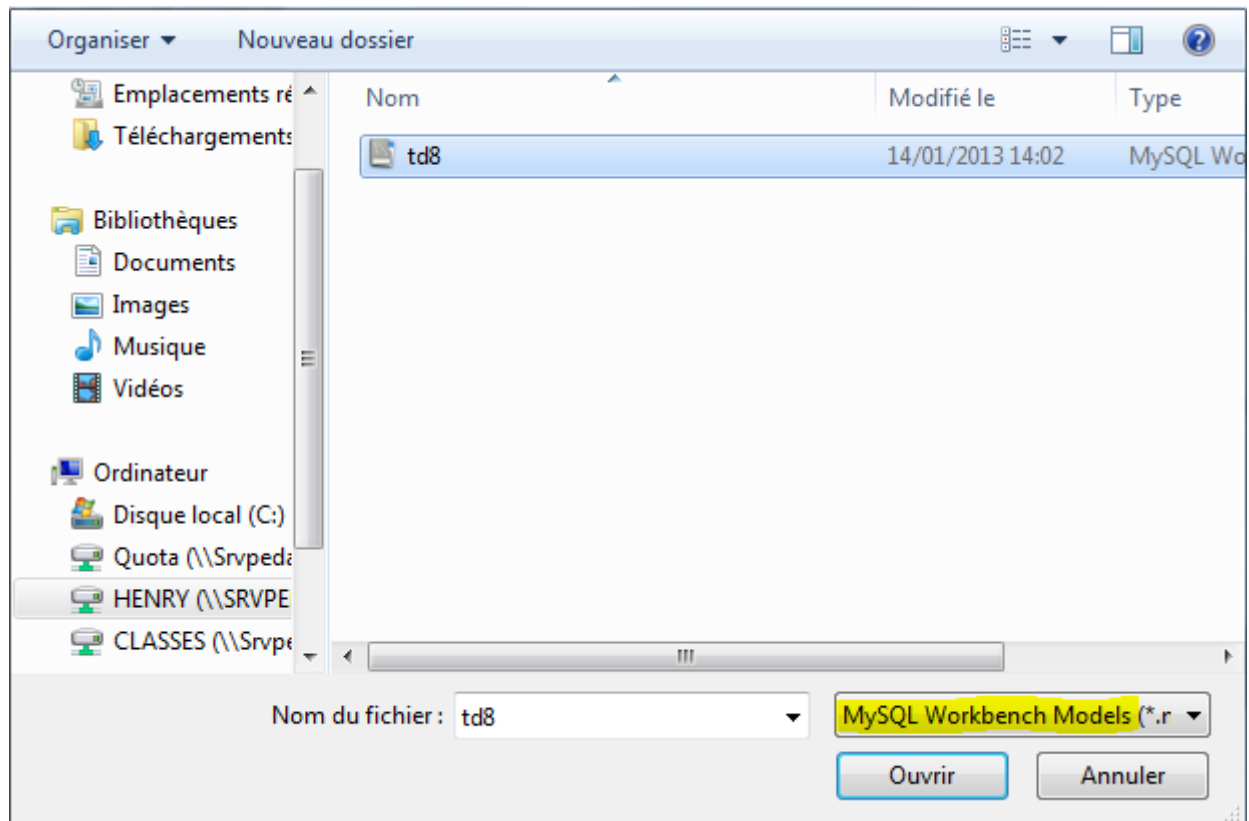 Organiser Nouveau dossier
Emplacements ré
Téléchargements
Bibliothèques
Documents
Images
Musique
Vidéos
Ordinateur
Disque local (C:)
Quota (\\Srvpeda
HENRY (\\SRVPE
CLASSES (\\Srvpe
Nom Modifié le Type
td8 14/01/2013 14:02 MySQL Wo
Nom du fichier : td8 MySQL Workbench Models (*.r
Ouvrir Annuler